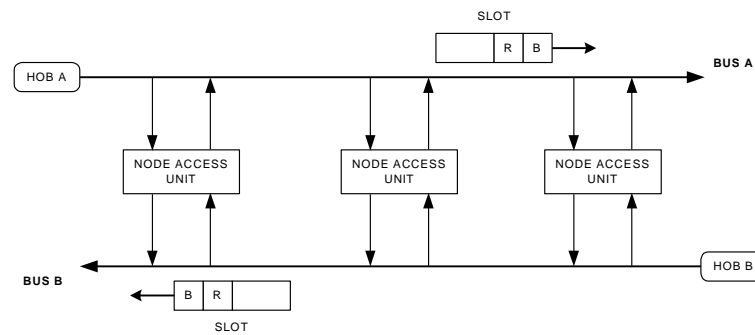 SLOT
R B
HOB A
BUS A
NODE ACCESS UNIT
NODE ACCESS UNIT
NODE ACCESS UNIT
BUS B
HOB B
B R
SLOT